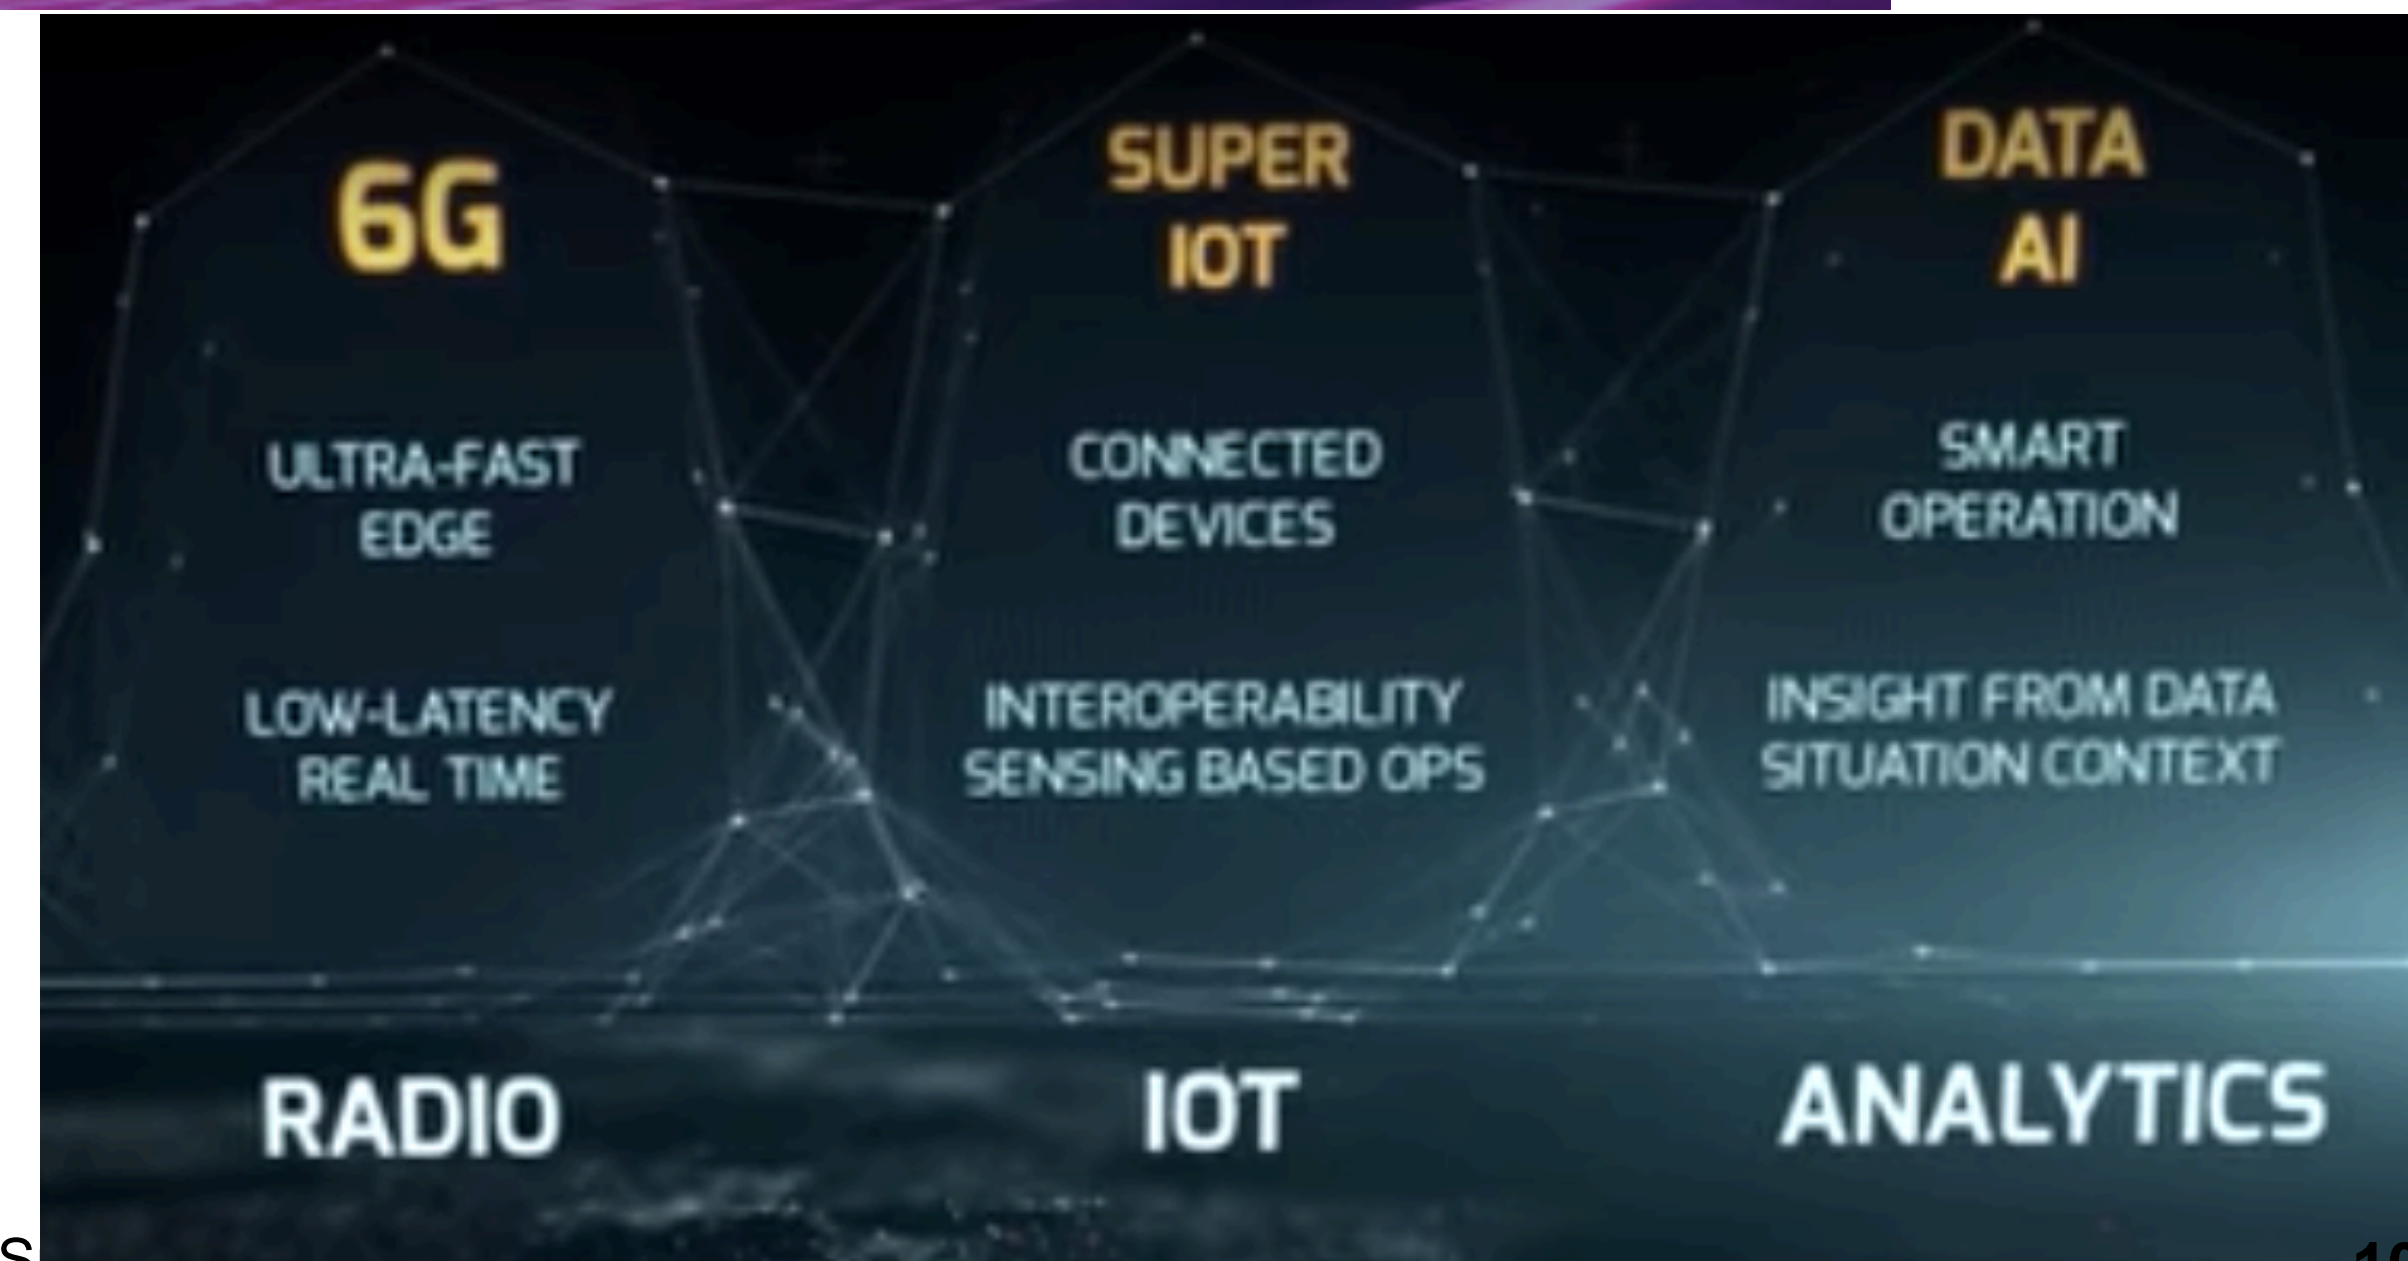 6G
ULTRA-FAST
EDGE
LOW-LATENCY
REAL TIME
RADIO
SUPER
IOT
CONNECTED
DEVICES
INTEROPERABILITY
SENSING BASED OPS
IOT
DATA
AI
SMART
OPERATION
INSIGHT FROM DATA
SITUATION CONTEXT
ANALYTICS